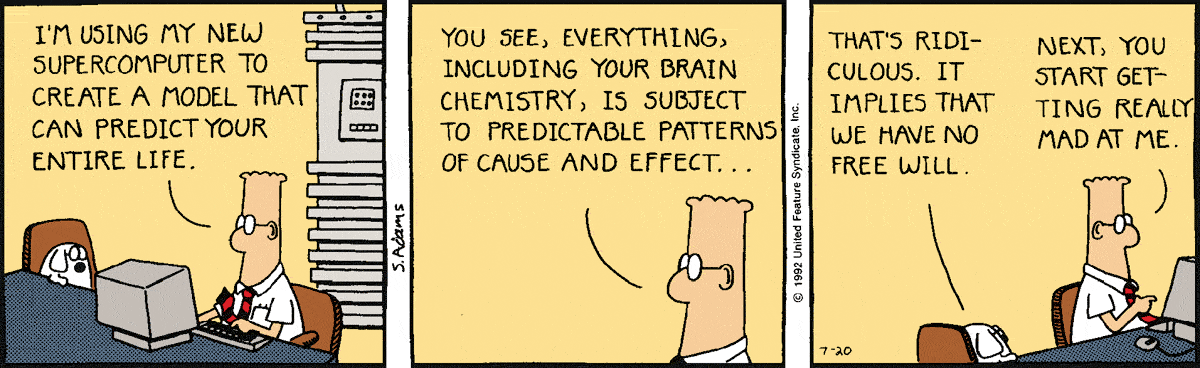 I'M USING MY NEW
SUPERCOMPUTER TO
CREATE A MODEL THAT
CAN PREDICT YOUR
ENTIRE LIFE.
S. Adams
YOU SEE, EVERYTHING,
INCLUDING YOUR BRAIN
CHEMISTRY, IS SUBJECT
TO PREDICTABLE PATTERNS
OF CAUSE AND EFFECT...
© 1992 United Feature Syndicate, Inc.
THAT'S RIDI-
CULOUS. IT
IMPLIES THAT
WE HAVE NO
FREE WILL.
NEXT, YOU
START GET-
TING REALLY
MAD AT ME.
7-20